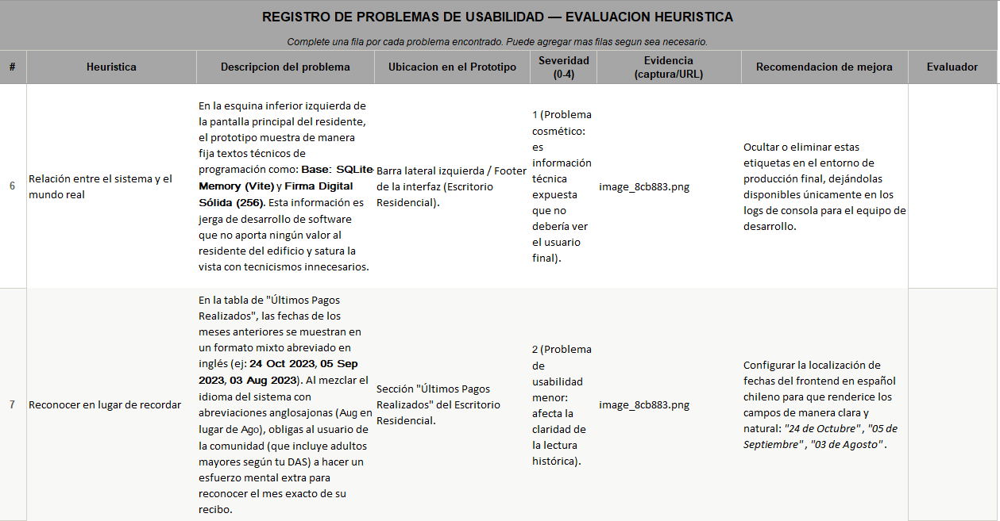 REGISTRO DE PROBLEMAS DE USABILIDAD — EVALUACION HEURISTICA
Complete una fila por cada problema encontrado. Puede agregar mas filas segun sea necesario.
#
Heuristica
Descripcion del problema
Ubicacion en el Prototipo
Severidad
(0-4)
Evidencia
(captura/URL)
Recomendacion de mejora
Evaluador
6
Relación entre el sistema y el
mundo real
En la esquina inferior izquierda de
la pantalla principal del residente,
el prototipo muestra de manera
fija textos técnicos de
programación como: Base: SQLite
Memory (Vite) y Firma Digital
Sólida (256). Esta información es
jerga de desarrollo de software
que no aporta ningún valor al
residente del edificio y satura la
vista con tecnicismos innecesarios.
Barra lateral izquierda / Footer
de la interfaz (Escritorio
Residencial).
1 (Problema
cosmético:
es
información
técnica
expuesta
que no
debería ver
el usuario
final).
image_8cb883.png
Ocultar o eliminar estas
etiquetas en el entorno de
producción final, dejándolas
disponibles únicamente en los
logs de consola para el equipo de
desarrollo.
7
Reconocer en lugar de recordar
En la tabla de "Últimos Pagos
Realizados", las fechas de los
meses anteriores se muestran en
un formato mixto abreviado en
inglés (ej: 24 Oct 2023, 05 Sep
2023, 03 Aug 2023). Al mezclar el
idioma del sistema con
abreviaciones anglosajonas (Aug en
lugar de Ago), obligas al usuario de
la comunidad (que incluye adultos
mayores según tu DAS) a hacer un
esfuerzo mental extra para
reconocer el mes exacto de su
recibo.
Sección "Últimos Pagos
Realizados" del Escritorio
Residencial.
2 (Problema
de
usabilidad
menor:
afecta la
claridad de
la lectura
histórica).
image_8cb883.png
Configurar la localización de
fechas del frontend en español
chileno para que renderice los
campos de manera clara y
natural: "24 de Octubre", "05 de
Septiembre", "03 de Agosto".